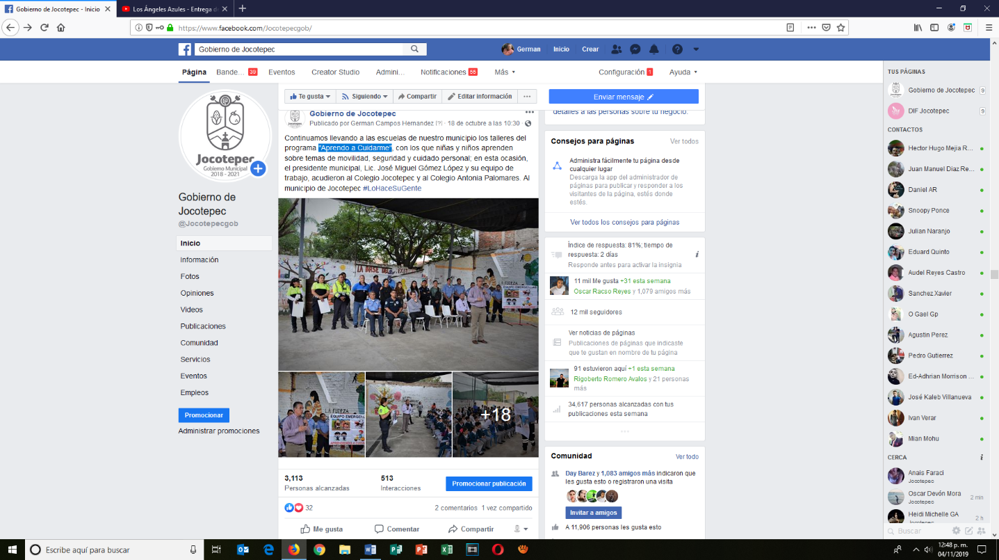 Gobierno de Jocotepec - Inicio
Los Ángeles Azules - Entrega de
https://www.facebook.com/Jocotepecgob/
Gobierno de Jocotepec
German
Inicio
Crear
Página
Bande... 39
Eventos
Creator Studio
Admini...
Notificaciones 55
Más
Configuración 1
Ayuda
Jocotepec
Gobierno Municipal
2018 - 2021
Gobierno de
Jocotepec
@Jocotepecgob
Inicio
Información
Fotos
Opiniones
Videos
Publicaciones
Comunidad
Servicios
Eventos
Empleos
Promocionar
Administrar promociones
Te gusta
Siguiendo
Compartir
Editar información
Enviar mensaje
Gobierno de Jocotepec
Publicado por German Campos Hernandez [?] · 18 de octubre a las 10:30 ·
Continuamos llevando a las escuelas de nuestro municipio los talleres del
programa "Aprendo a Cuidarme", con los que niñas y niños aprenden
sobre temas de movilidad, seguridad y cuidado personal; en esta ocasión,
el presidente municipal, Lic. José Miguel Gómez López y su equipo de
trabajo, acudieron al Colegio Jocotepec y al Colegio Antonia Palomares. Al
municipio de Jocotepec #LoHaceSuGente
LA BASE DEL ÉXITO
LA FUERZA
LA FUERZA
EQUIPO EMERGENCIAS
+18
3,113
Personas alcanzadas
513
Interacciones
Promocionar publicación
32
2 comentarios 1 vez compartido
Me gusta
Comentar
Compartir
detalles a las personas sobre tu negocio.
Consejos para páginas
Ver todos
Administra fácilmente tu página desde
cualquier lugar
Descarga la app del administrador de
páginas para publicar y responder a los
visitantes de la página, estés donde
estés.
Ver todos los consejos para páginas
Índice de respuesta: 81%; tiempo de
respuesta: 2 días
Responde antes para activar la insignia
11 mil Me gusta +31 esta semana
Oscar Racso Reyes y 1,079 amigos más
12 mil seguidores
Ver noticias de páginas
Publicaciones de páginas que indicaste
que te gustan en nombre de tu página
91 estuvieron aquí +1 esta semana
Rigoberto Romero Avalos y 21 personas
más
34,617 personas alcanzadas con tus
publicaciones esta semana
Comunidad
Ver todo
Day Barez y 1,083 amigos más indicaron que
les gusta esto o registraron una visita
Invitar a amigos
A 11,906 personas les gusta esto
TUS PÁGINAS
Gobierno de Jocotepec 9
DIF Jocotepec 9
CONTACTOS
Hector Hugo Mejia R...
Juan Manuel Diaz Re...
Daniel AR
Snoopy Ponce
Julian Naranjo
Eduard Quinto
Audel Reyes Castro
Sanchez Xavier
O Gael Gp
Agustin Perez
Pedro Gutierrez
Ed-Adhrian Morrison ...
José Kaleb Villanueva
Ivan Verar
Mian Mohu
CERCA
Anais Faraci
Jocotepec
Oscar Devón Mora 2 min
Jocotepec
Heidi Michelle GA 2 h
Jocotepec
Buscar
Escribe aquí para buscar
12:48 p. m.
04/11/2019